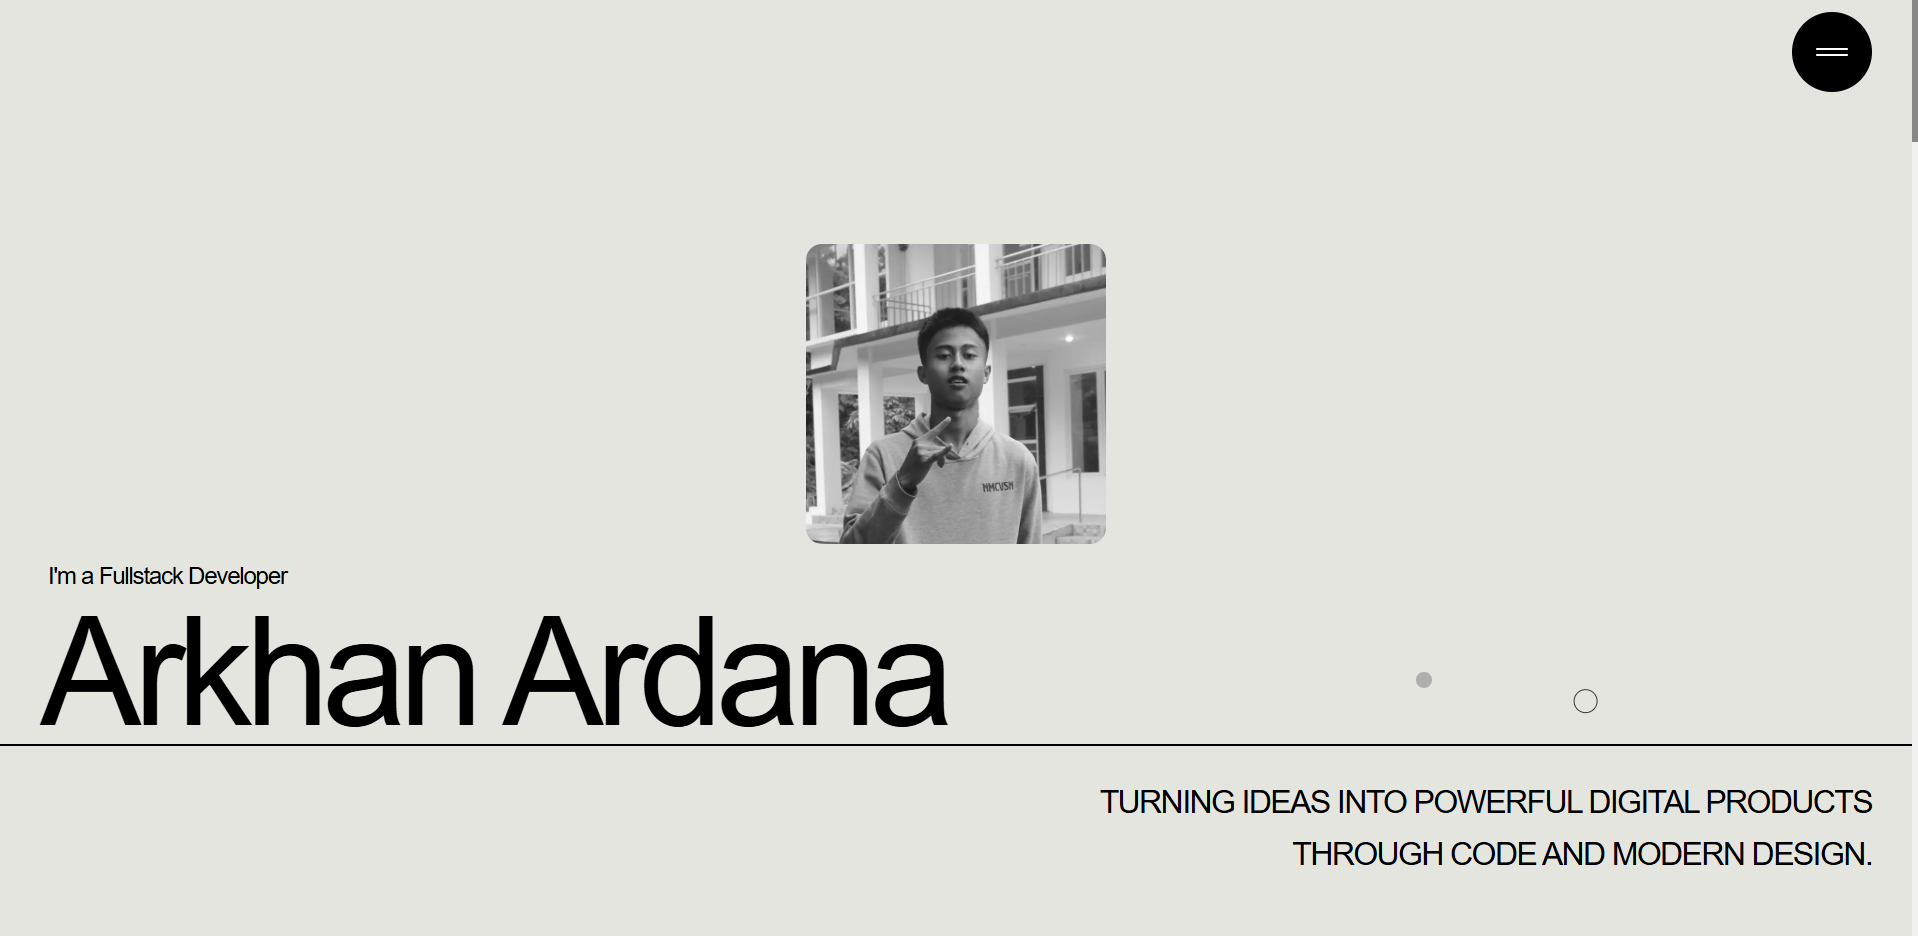 NMCVSN
I'm a Fullstack Developer
Arkhan Ardana
TURNING IDEAS INTO POWERFUL DIGITAL PRODUCTS
THROUGH CODE AND MODERN DESIGN.